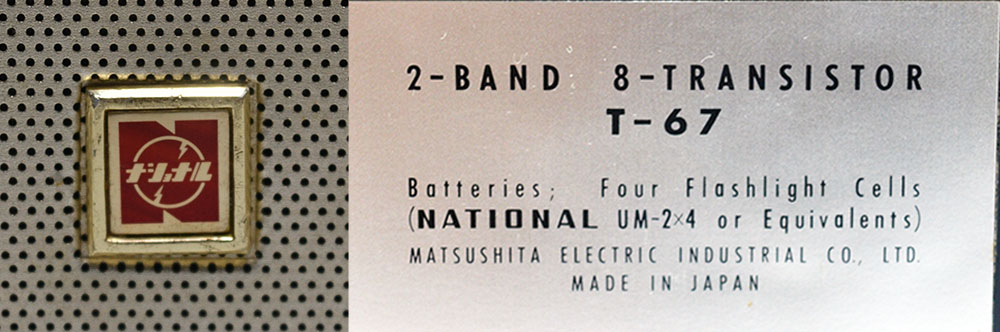 ナショナル
2-BAND 8-TRANSISTOR
T-67
Batteries; Four Flashlight Cells
(NATIONAL UM-2×4 or Equivalents)
MATSUSHITA ELECTRIC INDUSTRIAL CO., LTD.
MADE IN JAPAN